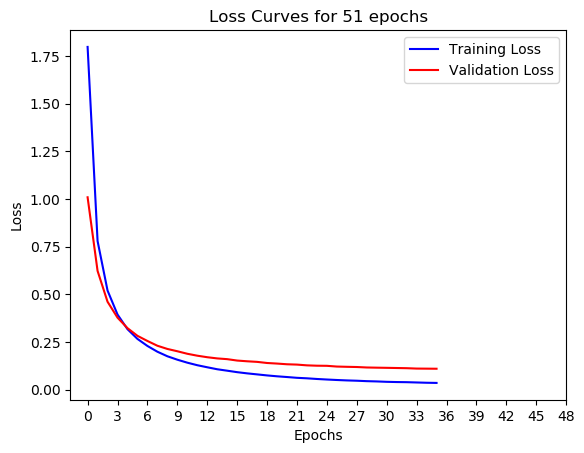 Loss Curves for 51 epochs
Training Loss
Validation Loss
1.75
1.50
1.25
1.00
0.75
0.50
0.25
0.00
Loss
0 3 6 9 12 15 18 21 24 27 30 33 36 39 42 45 48
Epochs